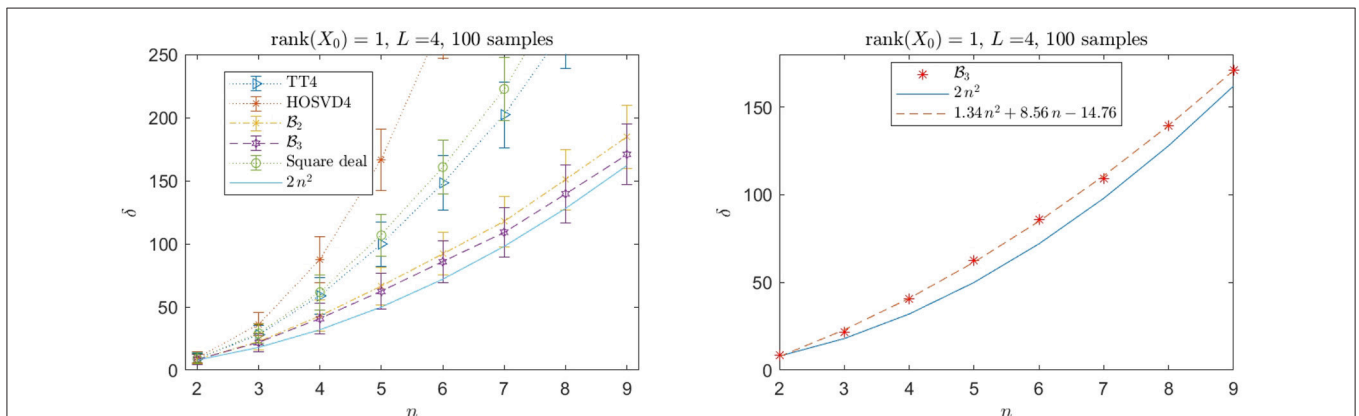 rank(X₀) = 1, L =4, 100 samples
250
200
150
100
50
0
δ
2 3 4 5 6 7 8 9
n
TT4
HOSVD4
ℬ₂
ℬ₃
Square deal
2 n²
rank(X₀) = 1, L =4, 100 samples
150
100
50
0
δ
2 3 4 5 6 7 8 9
n
ℬ₃
2 n²
1.34 n² + 8.56 n − 14.76